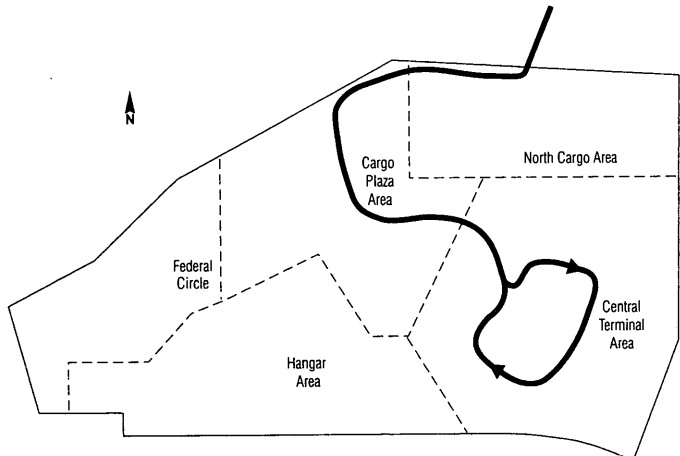 N
North Cargo Area
Cargo
Plaza
Area
Federal
Circle
Central
Terminal
Area
Hangar
Area